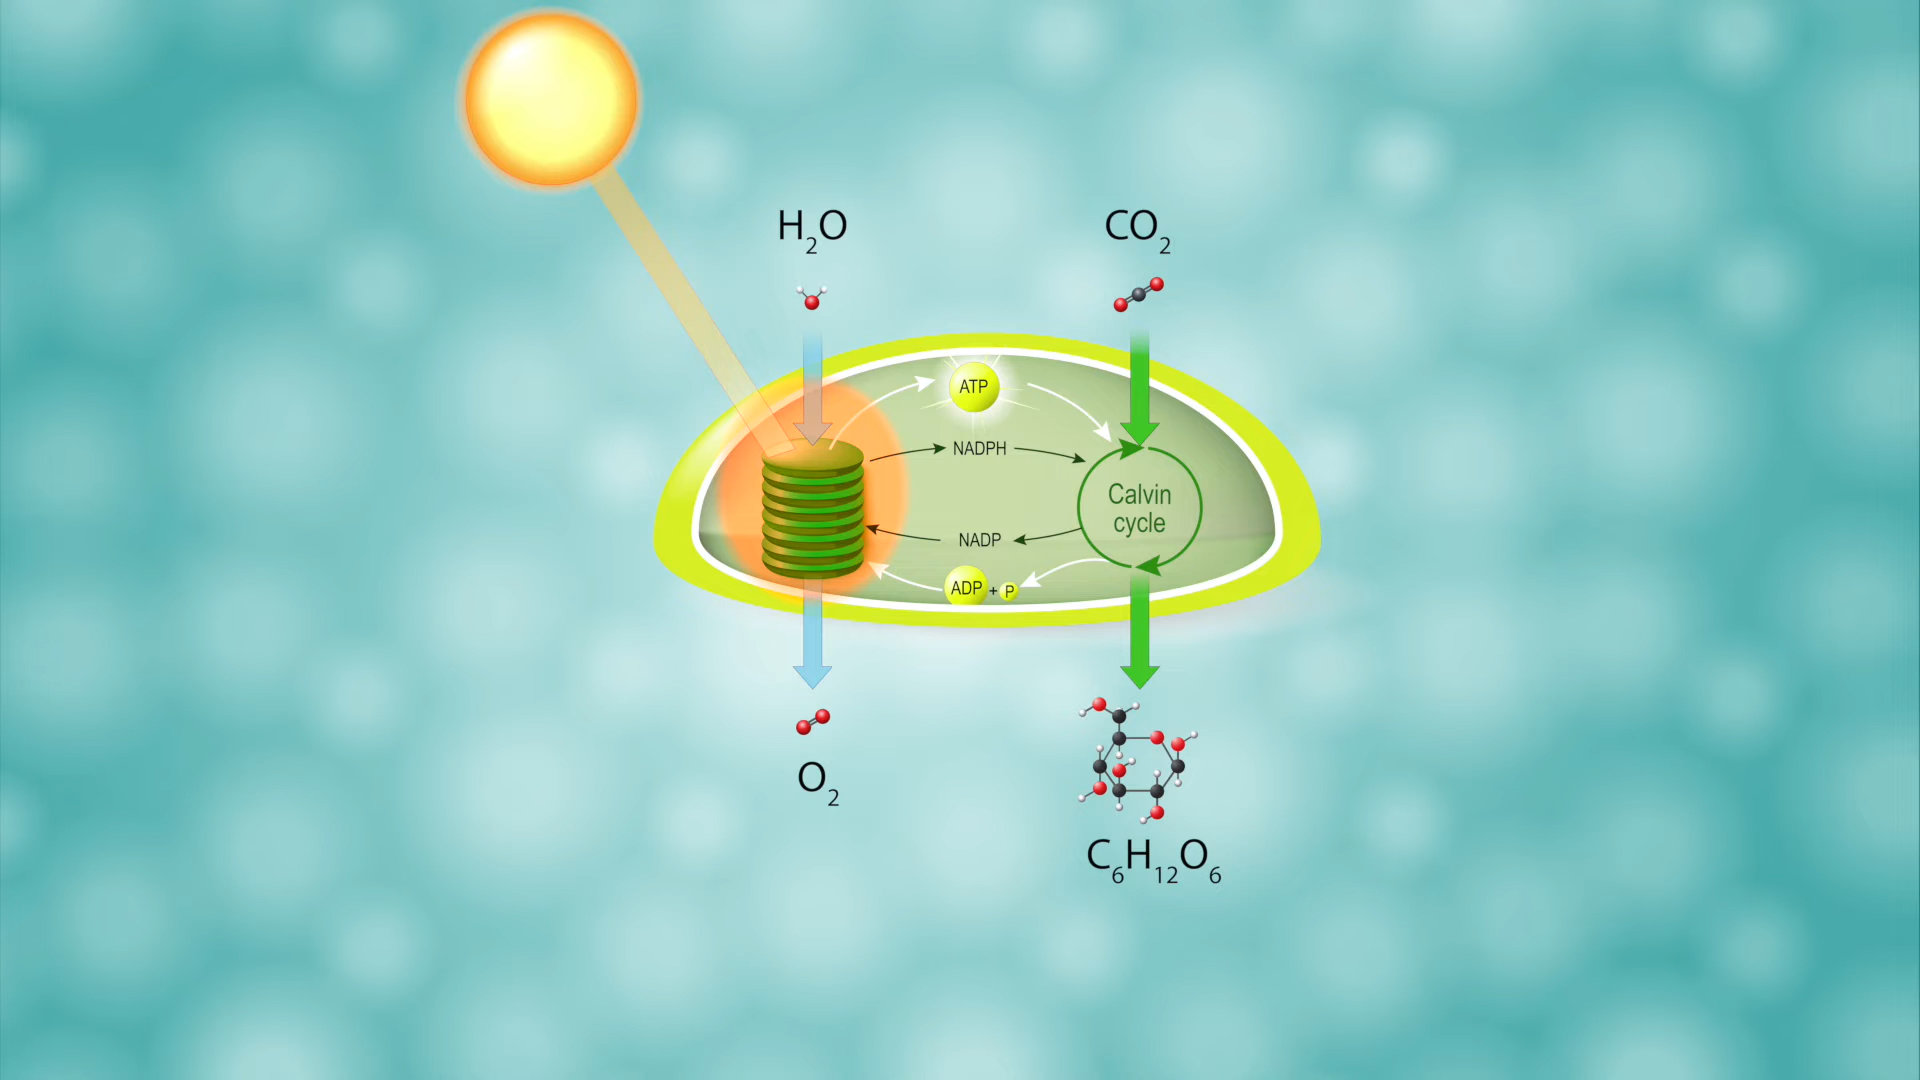 H₂O
CO₂
ATP
NADPH
Calvin
cycle
NADP
ADP + P
O₂
C₆H₁₂O₆